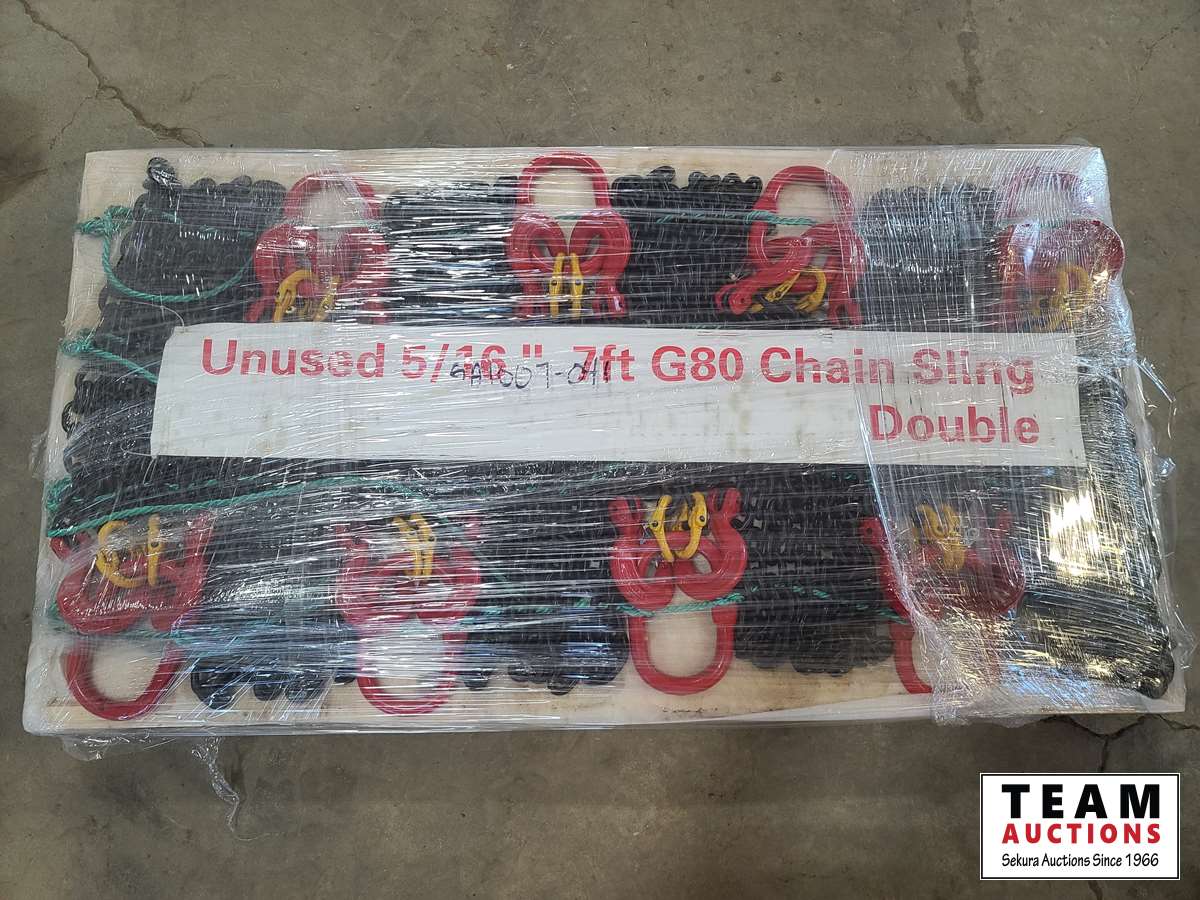 Unused 5/16 " 7ft G80 Chain Sling
Double
TEAM
AUCTIONS
Sekura Auctions Since 1966